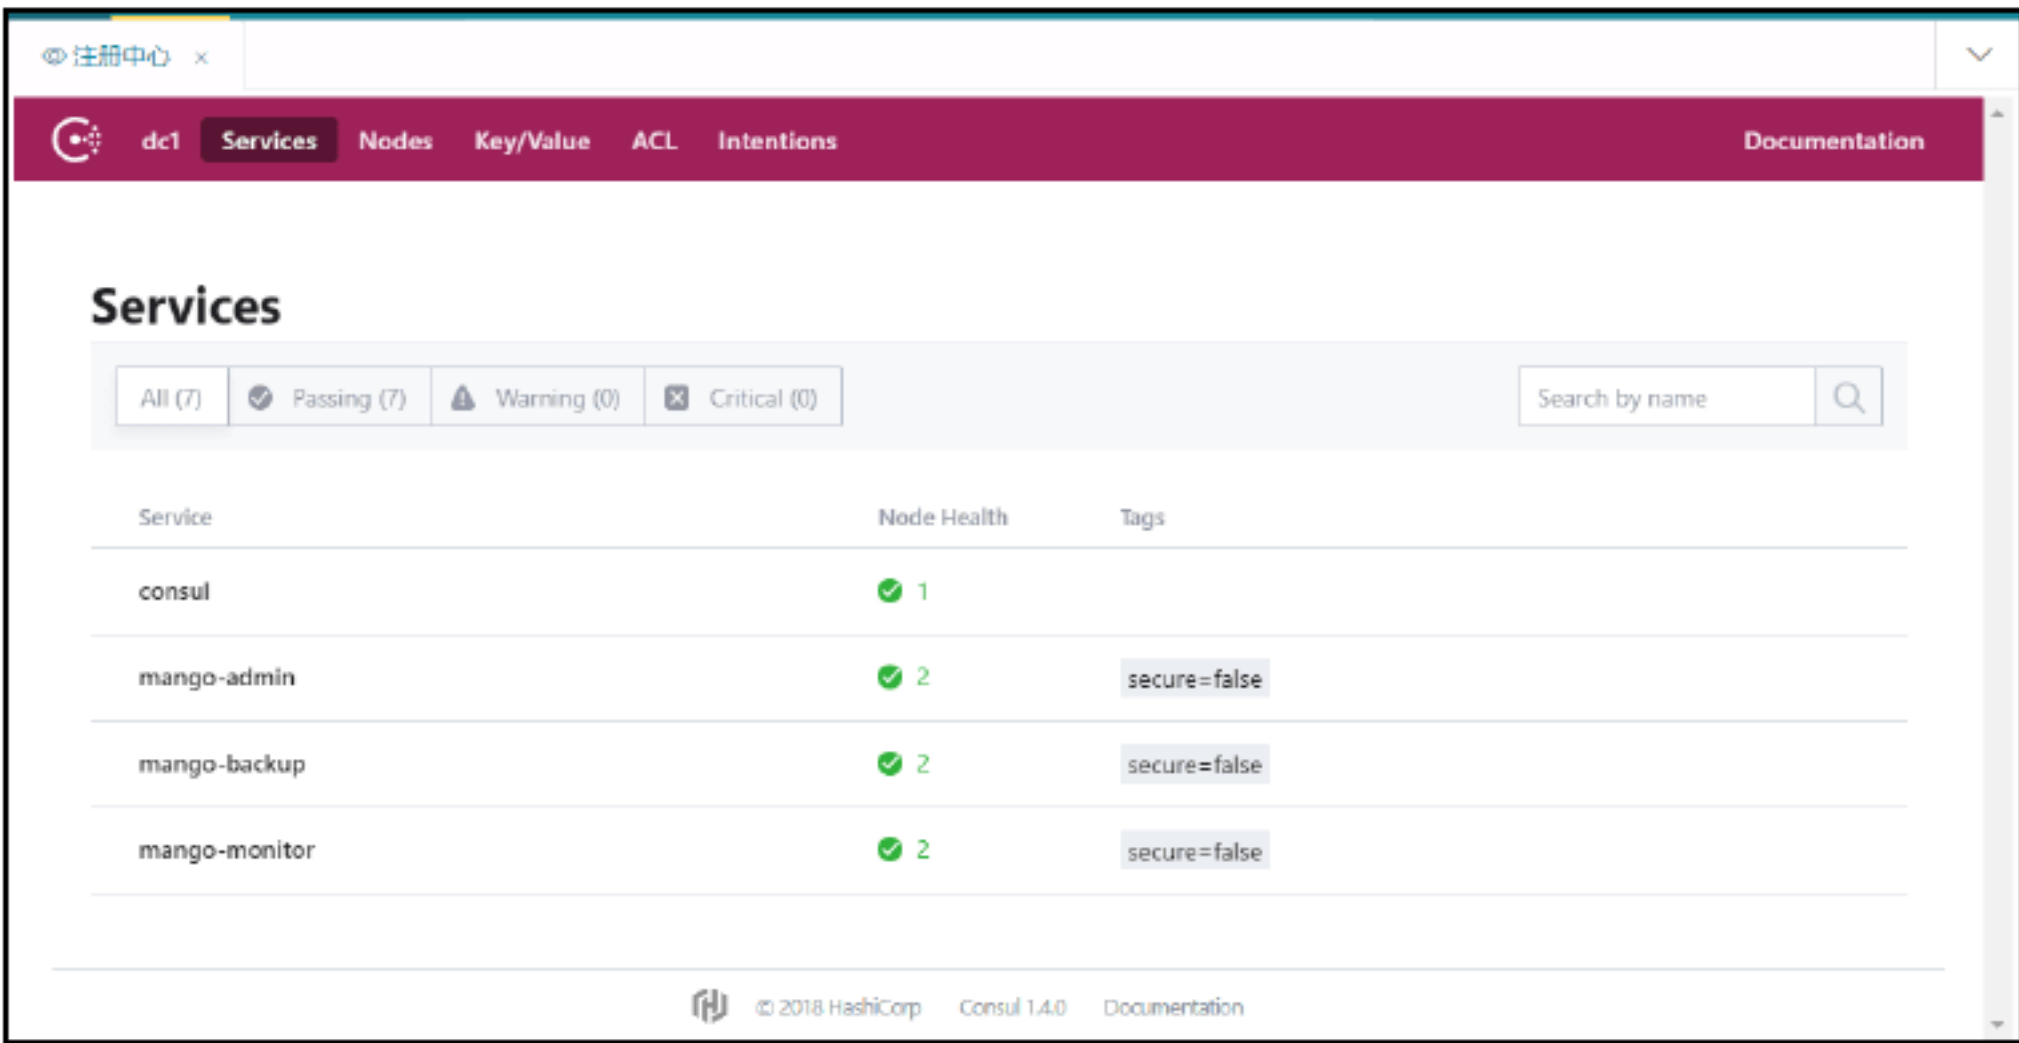 注册中心 ×
dc1 Services Nodes Key/Value ACL Intentions Documentation
Services
All (7) Passing (7) Warning (0) Critical (0) Search by name
Service Node Health Tags
consul 1
mango-admin 2 secure=false
mango-backup 2 secure=false
mango-monitor 2 secure=false
© 2018 HashiCorp Consul 1.4.0 Documentation